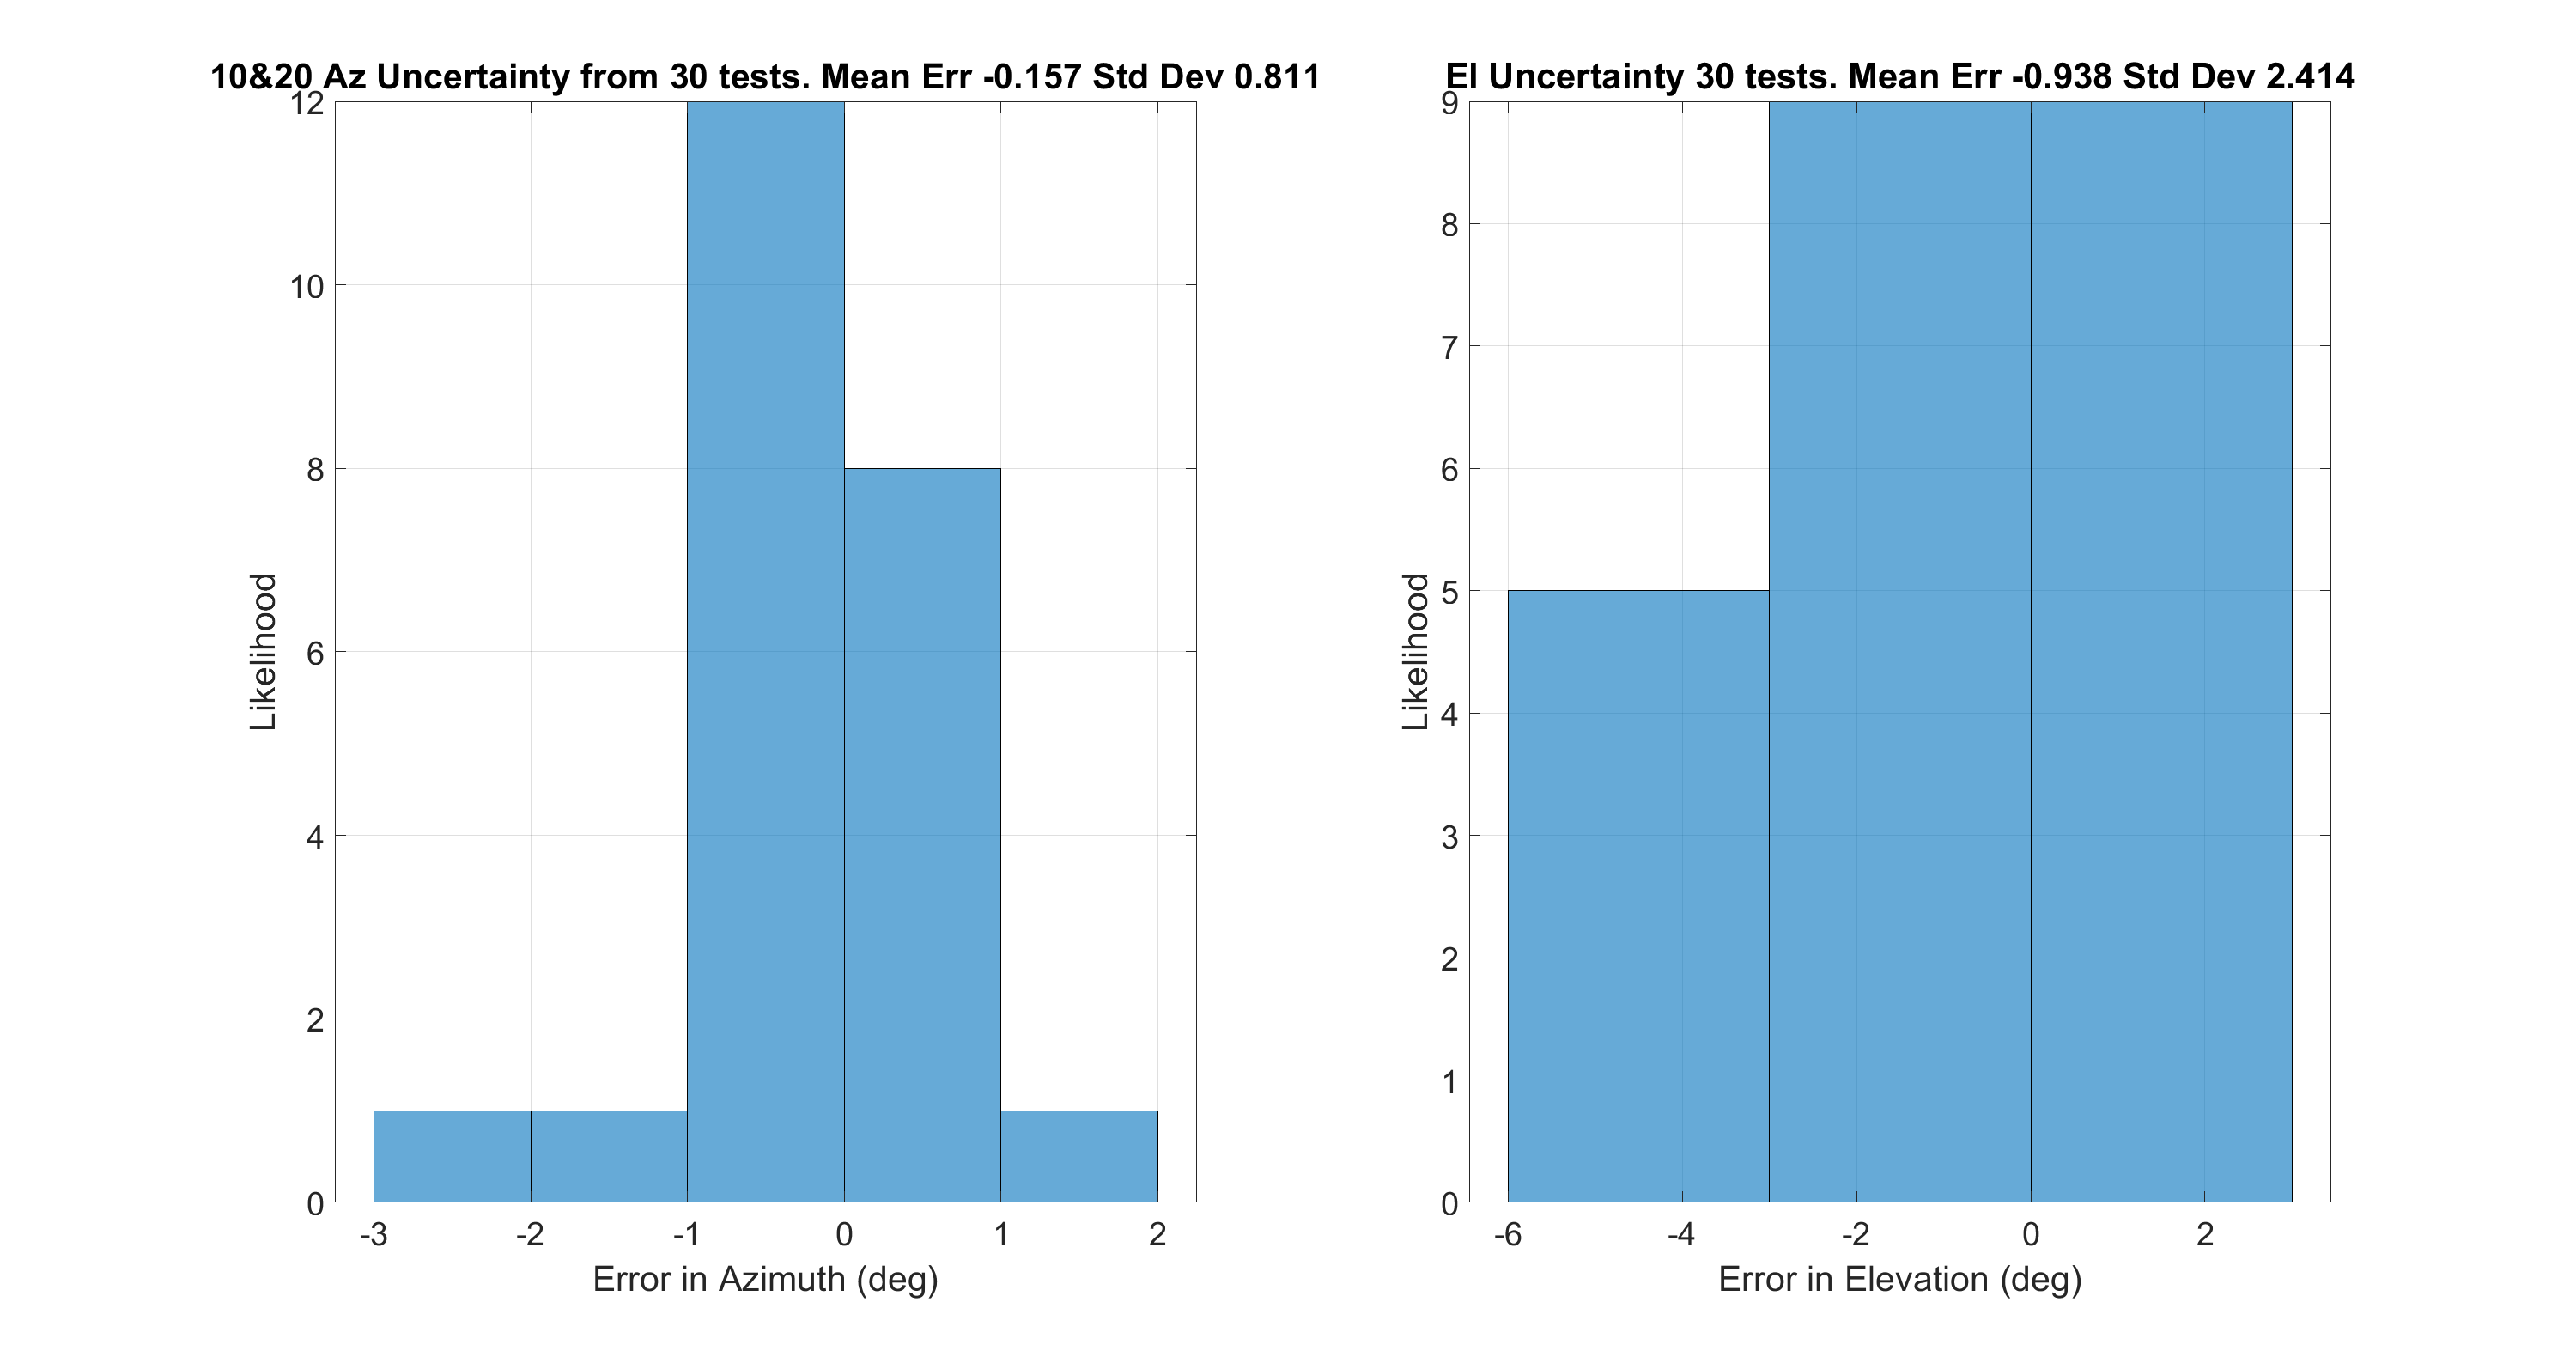 10&20 Az Uncertainty from 30 tests. Mean Err -0.157 Std Dev 0.811
12
10
8
6
4
2
0
Likelihood
-3 -2 -1 0 1 2
Error in Azimuth (deg)
El Uncertainty 30 tests. Mean Err -0.938 Std Dev 2.414
9
8
7
6
5
4
3
2
1
0
Likelihood
-6 -4 -2 0 2
Error in Elevation (deg)